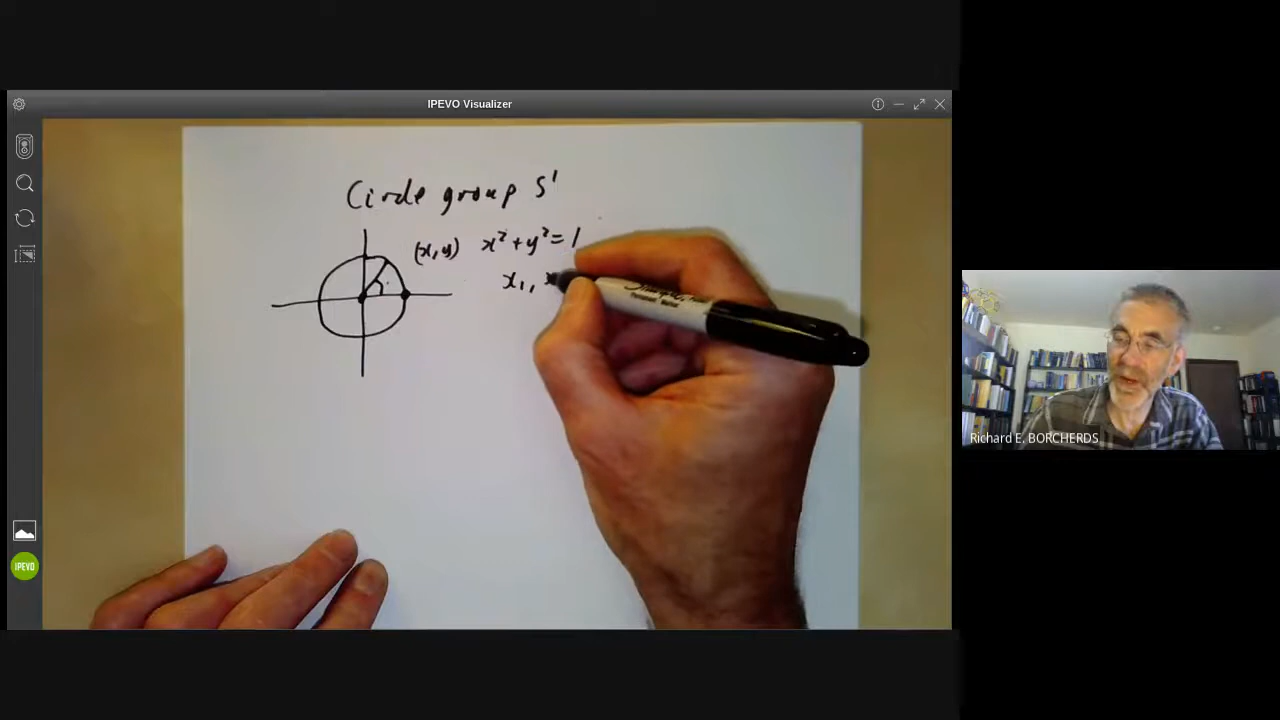 IPEVO Visualizer
Circle group S¹
(x,y) x² + y² = 1
x₁, x
Richard E. BORCHERDS
IPEVO